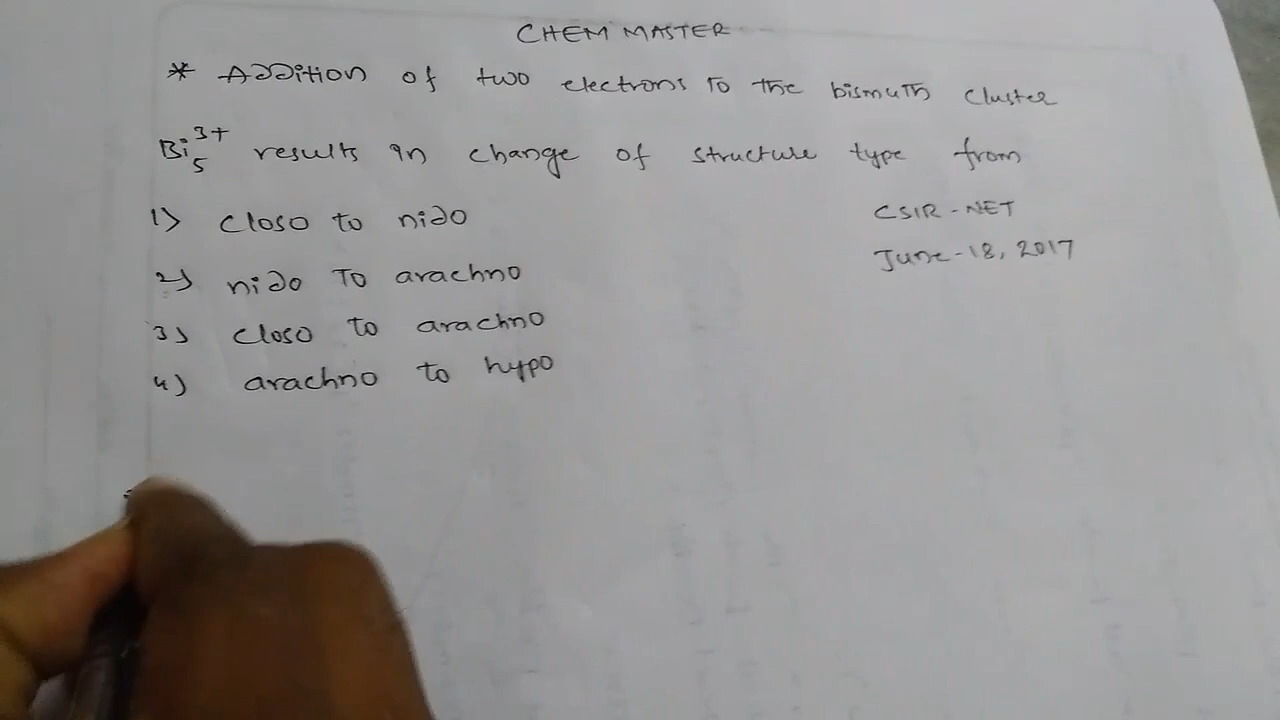 CHEM MASTER
* Addition of two electrons to the bismuth cluster
Bi₅³⁺ results in change of structure type from
1) closo to nido
2) nido to arachno
3) closo to arachno
4) arachno to hypo
CSIR-NET
June-18, 2017